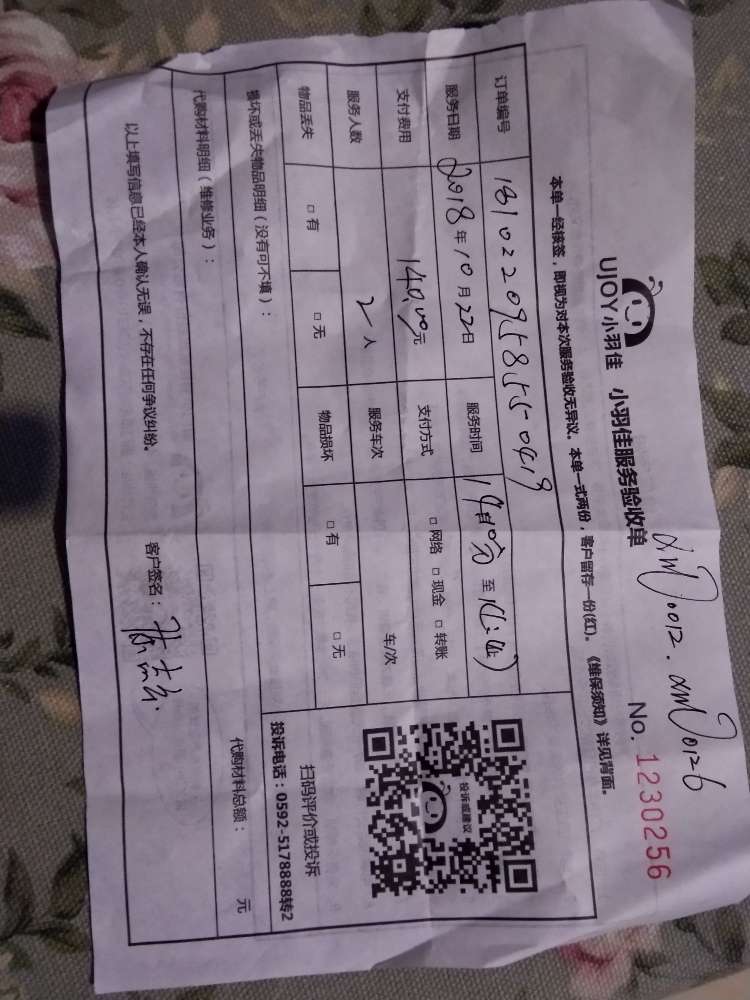 UJOY小羽佳 小羽佳服务验收单
No. 1230256
本单一经核签，即视为对本次服务验收无异议。本单一式两份，客户留存一份(红)。《维保须知》详见背面。
订单编号 1810220958550419
服务日期 2018年10月22日 服务时间 至
支付费用 140.00元 支付方式 □网络 □现金 □转账
服务人数 2人 服务车次 车/次
物品丢失 □有 □无 物品损坏 □有 □无
投诉或建议
扫码评价或投诉
投诉电话：0592-5178888转2
损坏或丢失物品明细（没有可不填）：
代购材料明细（维修业务）： 代购材料总额： 元
以上填写信息已经本人确认无误，不存在任何争议纠纷。 客户签名：